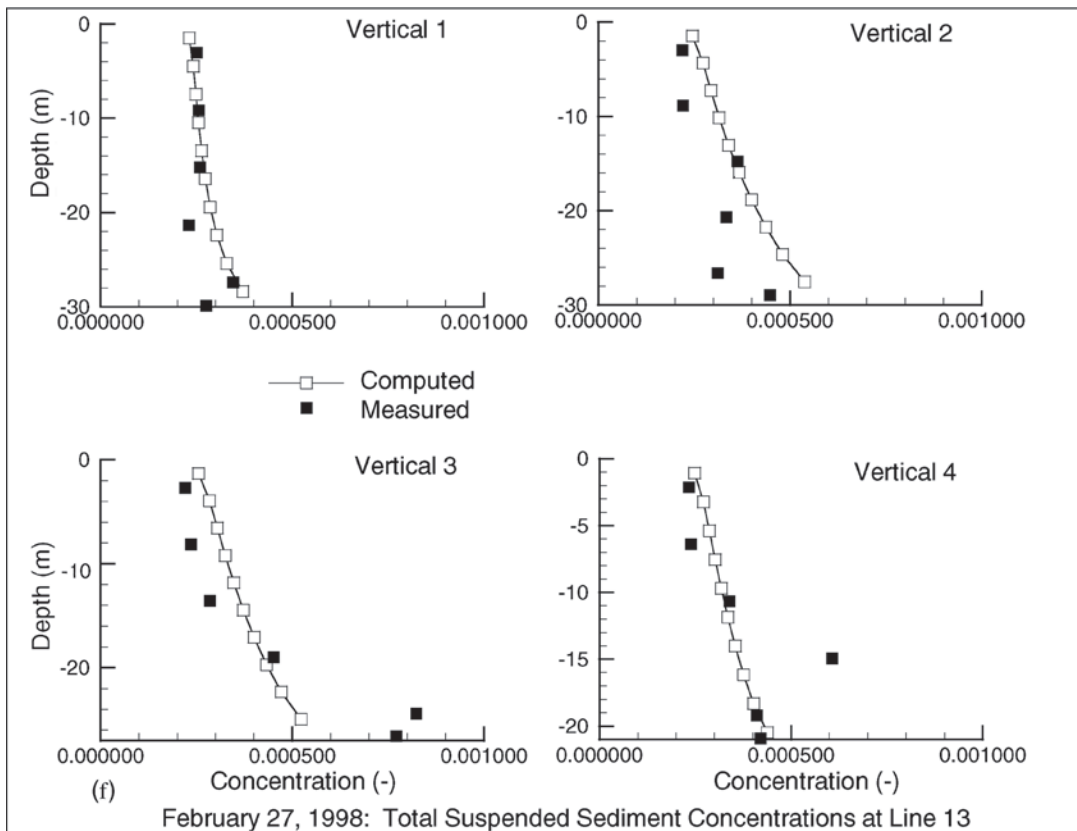 Vertical 1
Depth (m)
0
-10
-20
-30
0.000000
0.000500
0.001000
Vertical 2
0
-10
-20
-30
0.000000
0.000500
0.001000
Computed
Measured
Vertical 3
Depth (m)
0
-10
-20
0.000000
0.000500
0.001000
Concentration (-)
Vertical 4
0
-5
-10
-15
-20
0.000000
0.000500
0.001000
Concentration (-)
(f)
February 27, 1998: Total Suspended Sediment Concentrations at Line 13